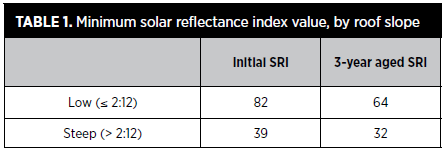 TABLE 1. Minimum solar reflectance index value, by roof slope
Initial SRI 3-year aged SRI
Low (≤ 2:12) 82 64
Steep (> 2:12) 39 32